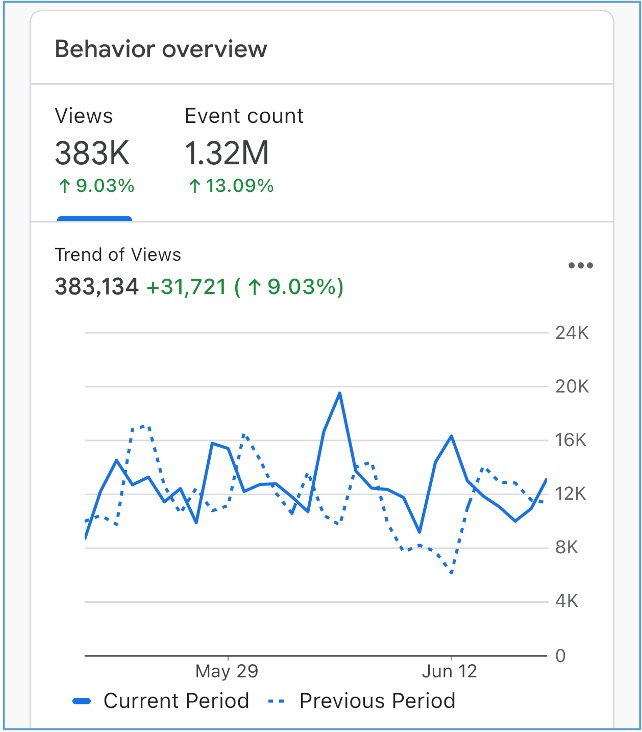 Behavior overview
Views Event count
383K 1.32M
↑ 9.03% ↑ 13.09%
Trend of Views
383,134 +31,721 ( ↑ 9.03%)
24K
20K
16K
12K
8K
4K
0
May 29 Jun 12
Current Period Previous Period